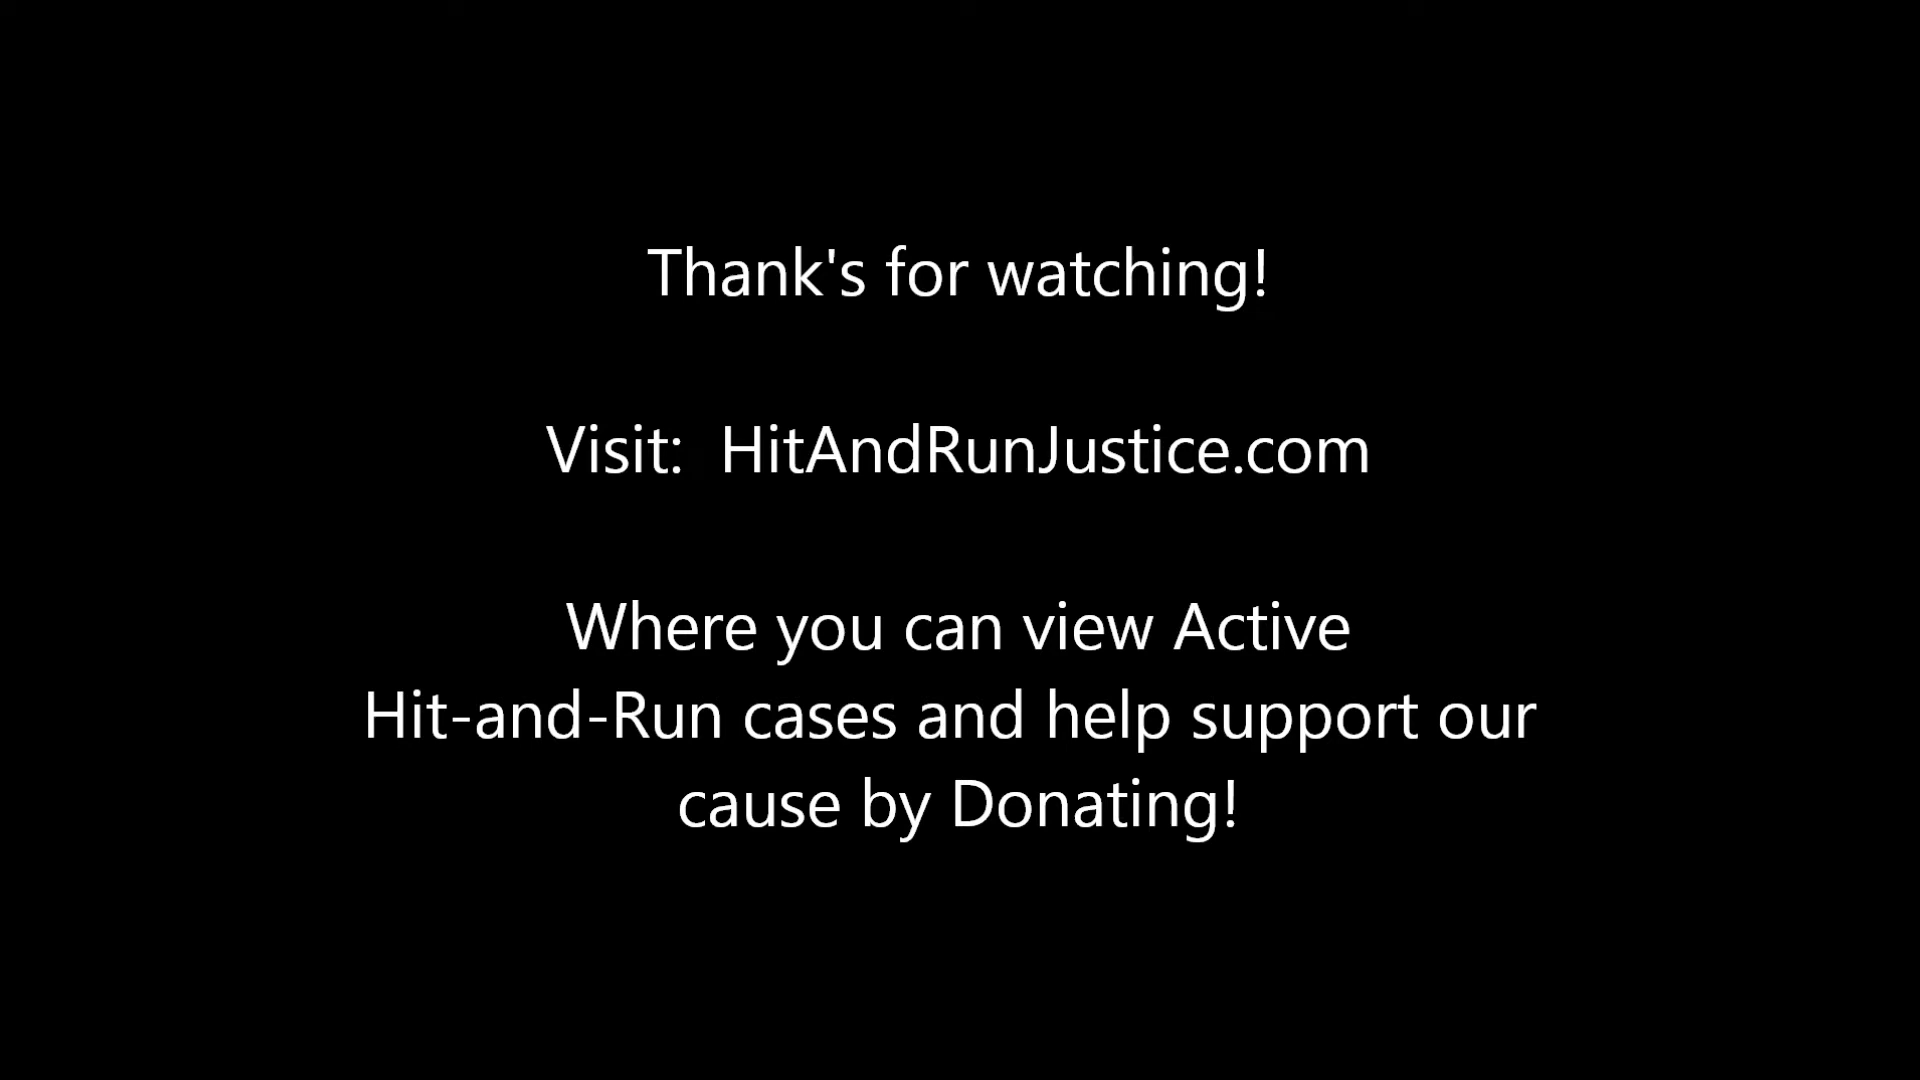 Thank's for watching!
Visit:  HitAndRunJustice.com
Where you can view Active
Hit-and-Run cases and help support our
cause by Donating!